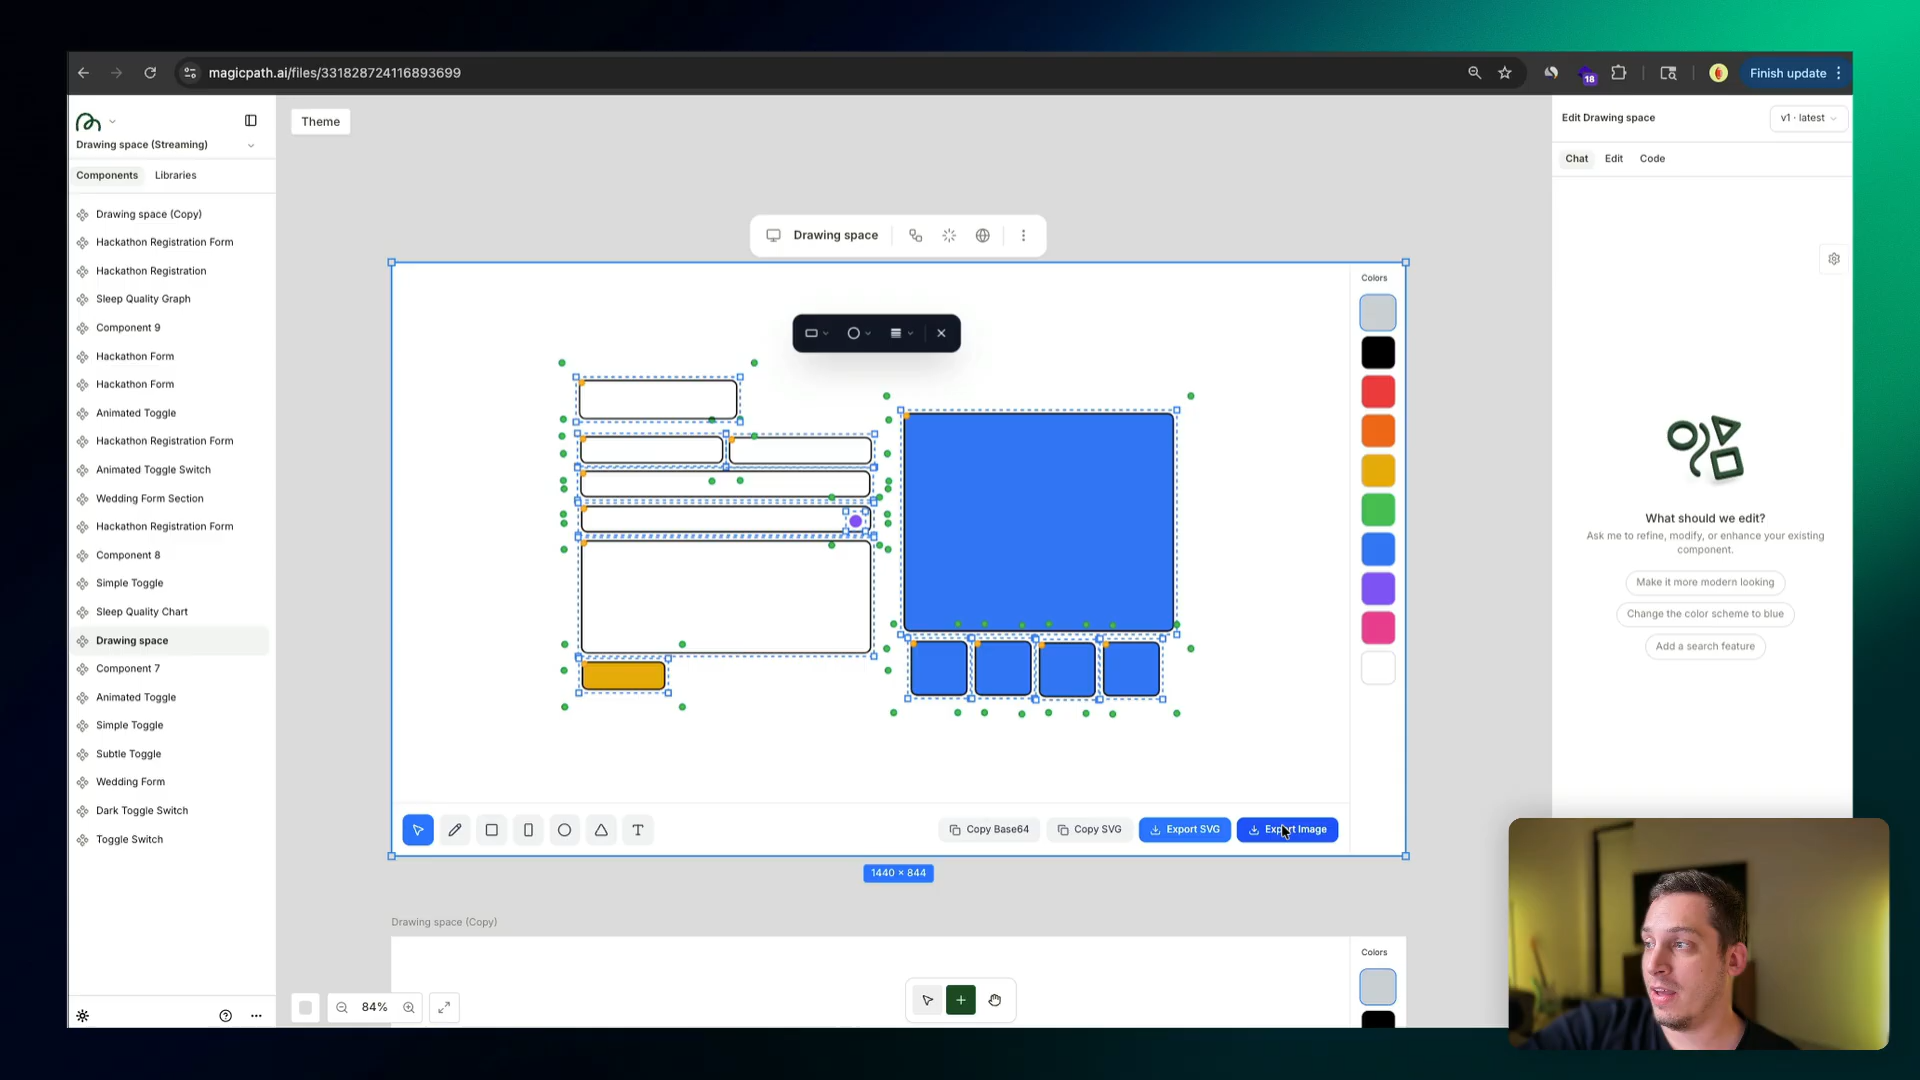 magicpath.ai/files/331828724116893699
18
Finish update
Drawing space (Streaming)
Components
Libraries
Drawing space (Copy)
Hackathon Registration Form
Hackathon Registration
Sleep Quality Graph
Component 9
Hackathon Form
Hackathon Form
Animated Toggle
Hackathon Registration Form
Animated Toggle Switch
Wedding Form Section
Hackathon Registration Form
Component 8
Simple Toggle
Sleep Quality Chart
Drawing space
Component 7
Animated Toggle
Simple Toggle
Subtle Toggle
Wedding Form
Dark Toggle Switch
Toggle Switch
Theme
Drawing space
Colors
T
Copy Base64
Copy SVG
Export SVG
Export Image
1440 × 844
Drawing space (Copy)
Colors
84%
Edit Drawing space
v1 · latest
Chat
Edit
Code
What should we edit?
Ask me to refine, modify, or enhance your existing
component.
Make it more modern looking
Change the color scheme to blue
Add a search feature